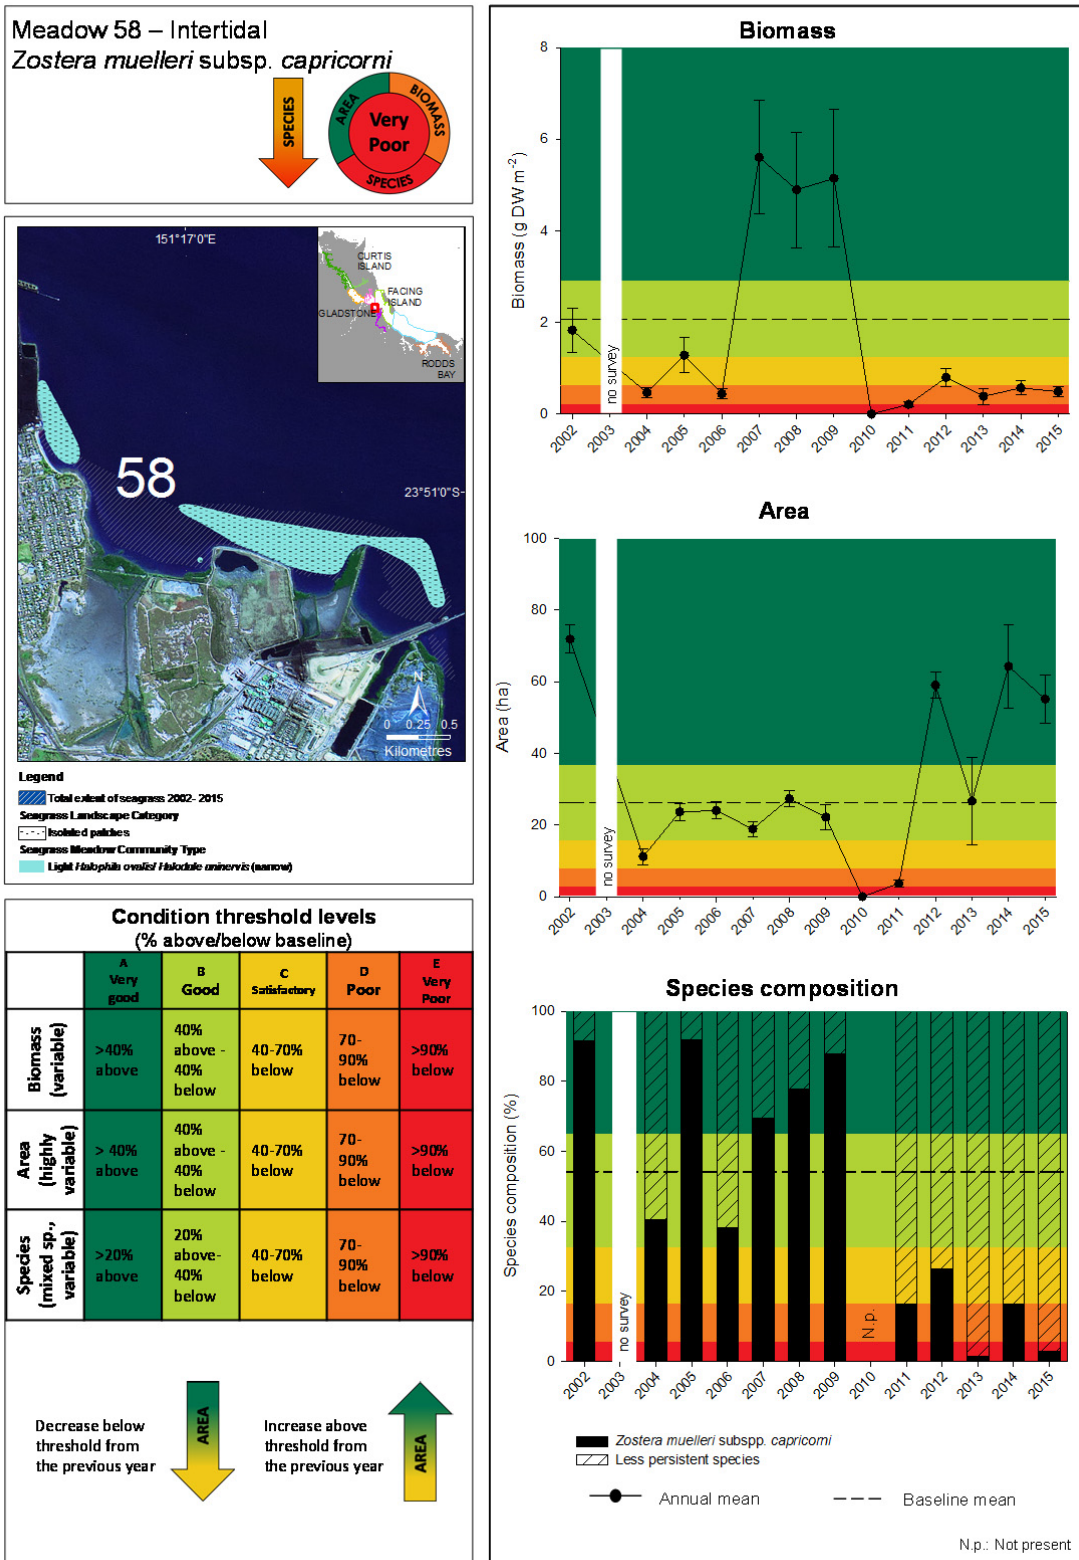 Meadow 58 – Intertidal
Zostera muelleri subsp. capricorni
SPECIES
AREA
BIOMASS
SPECIES
Very
Poor
151°17'0"E
CURTIS
ISLAND
FACING
ISLAND
GLADSTONE
RODDS
BAY
58
23°51'0"S
N
0 0.25 0.5
Kilometres
Legend
Total extent of seagrass 2002- 2015
Seagrass Landscape Category
Isolated patches
Seagrass Meadow Community Type
Light Halophila ovalis/ Halodule uninervis (narrow)
Condition threshold levels
(% above/below baseline)
A
Very
good
B
Good
C
Satisfactory
D
Poor
E
Very
Poor
Biomass
(variable)
>40%
above
40%
above -
40%
below
40-70%
below
70-
90%
below
>90%
below
Area
(highly
variable)
> 40%
above
40%
above -
40%
below
40-70%
below
70-
90%
below
>90%
below
Species
(mixed sp.,
variable)
>20%
above
20%
above-
40%
below
40-70%
below
70-
90%
below
>90%
below
Decrease below
threshold from
the previous year
AREA
Increase above
threshold from
the previous year
AREA
Biomass
Biomass (g DW m-2)
8
6
4
2
0
no survey
2002 2003 2004 2005 2006 2007 2008 2009 2010 2011 2012 2013 2014 2015
Area
Area (ha)
100
80
60
40
20
0
no survey
2002 2003 2004 2005 2006 2007 2008 2009 2010 2011 2012 2013 2014 2015
Species composition
Species composition (%)
100
80
60
40
20
0
no survey
N.p.
2002 2003 2004 2005 2006 2007 2008 2009 2010 2011 2012 2013 2014 2015
Zostera muelleri subspp. capricorni
Less persistent species
Annual mean
Baseline mean
N.p.: Not present